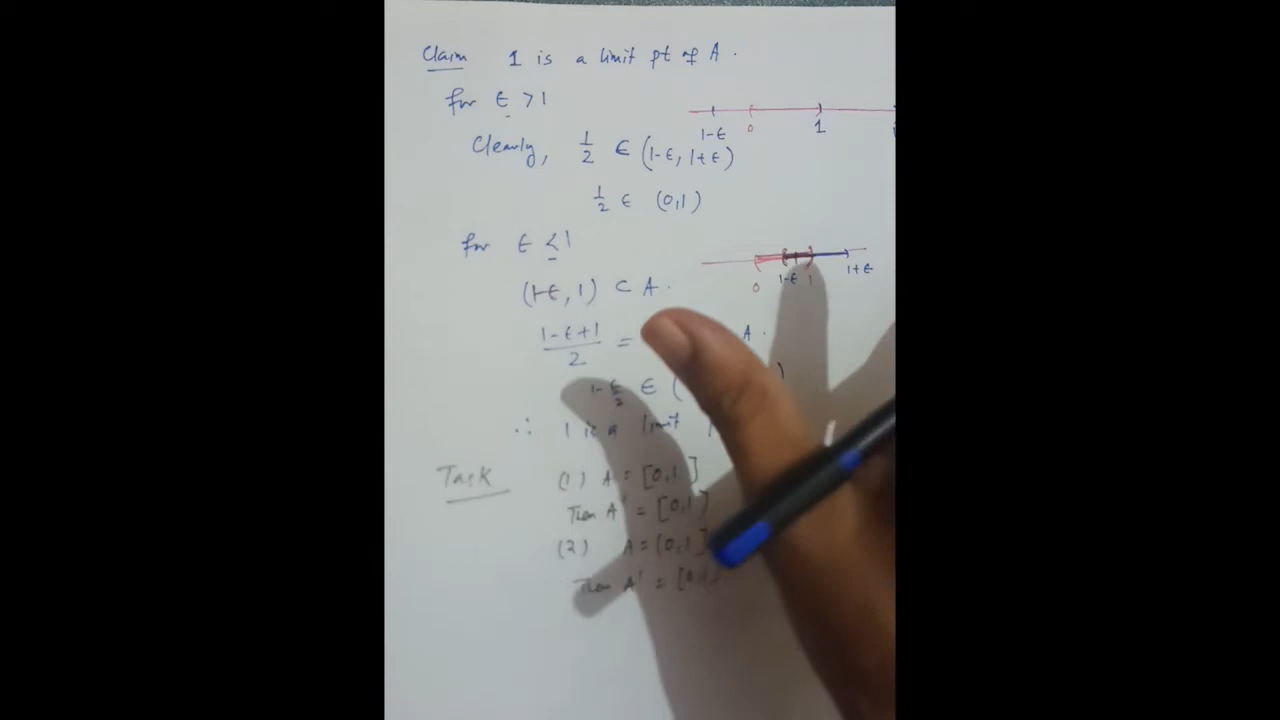 Claim 1 is a limit pt of A.
for ϵ > 1
1-ϵ 0 1
Clearly, 1/2 ∈ (1-ϵ, 1+ϵ)
1/2 ∈ (0,1)
for ϵ ≤ 1
0 1-ϵ 1 1+ϵ
(1-ϵ, 1) ⊂ A.
(1-ϵ+1)/2 = A.
1-ϵ/2 ∈ ( )
∴ 1 is a limit
Task (1) A = [0,1]
Then A' = [0,1]
(2) A = (0,1]
Then A' = [0,1]